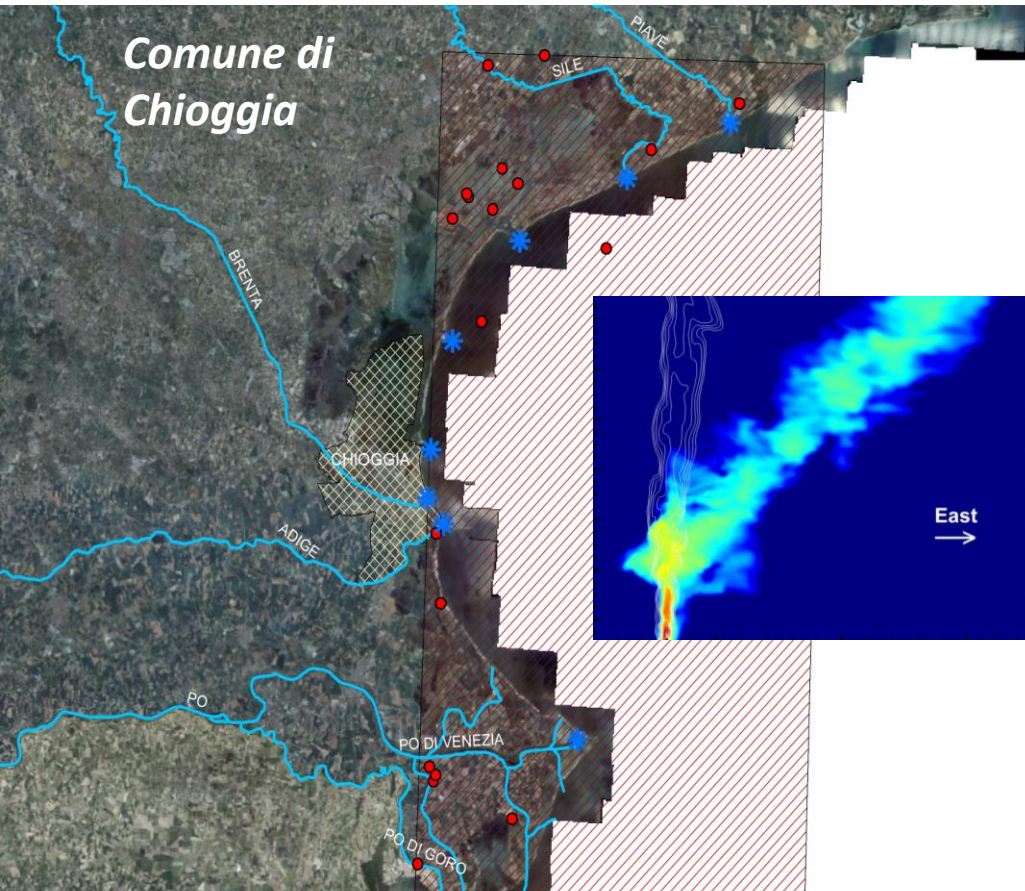 Comune di
Chioggia
PIAVE
SILE
BRENTA
CHIOGGIA
East
ADIGE
PO
PO DI VENEZIA
PO DI GORO